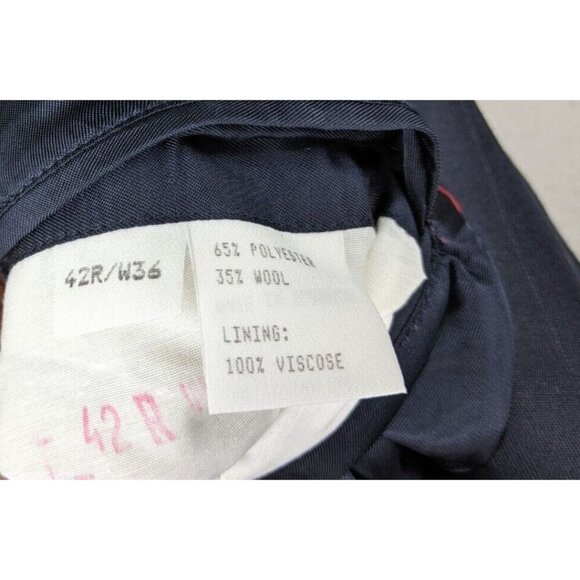 42R/W36
65% POLYESTER
35% WOOL
LINING:
100% VISCOSE
42 R